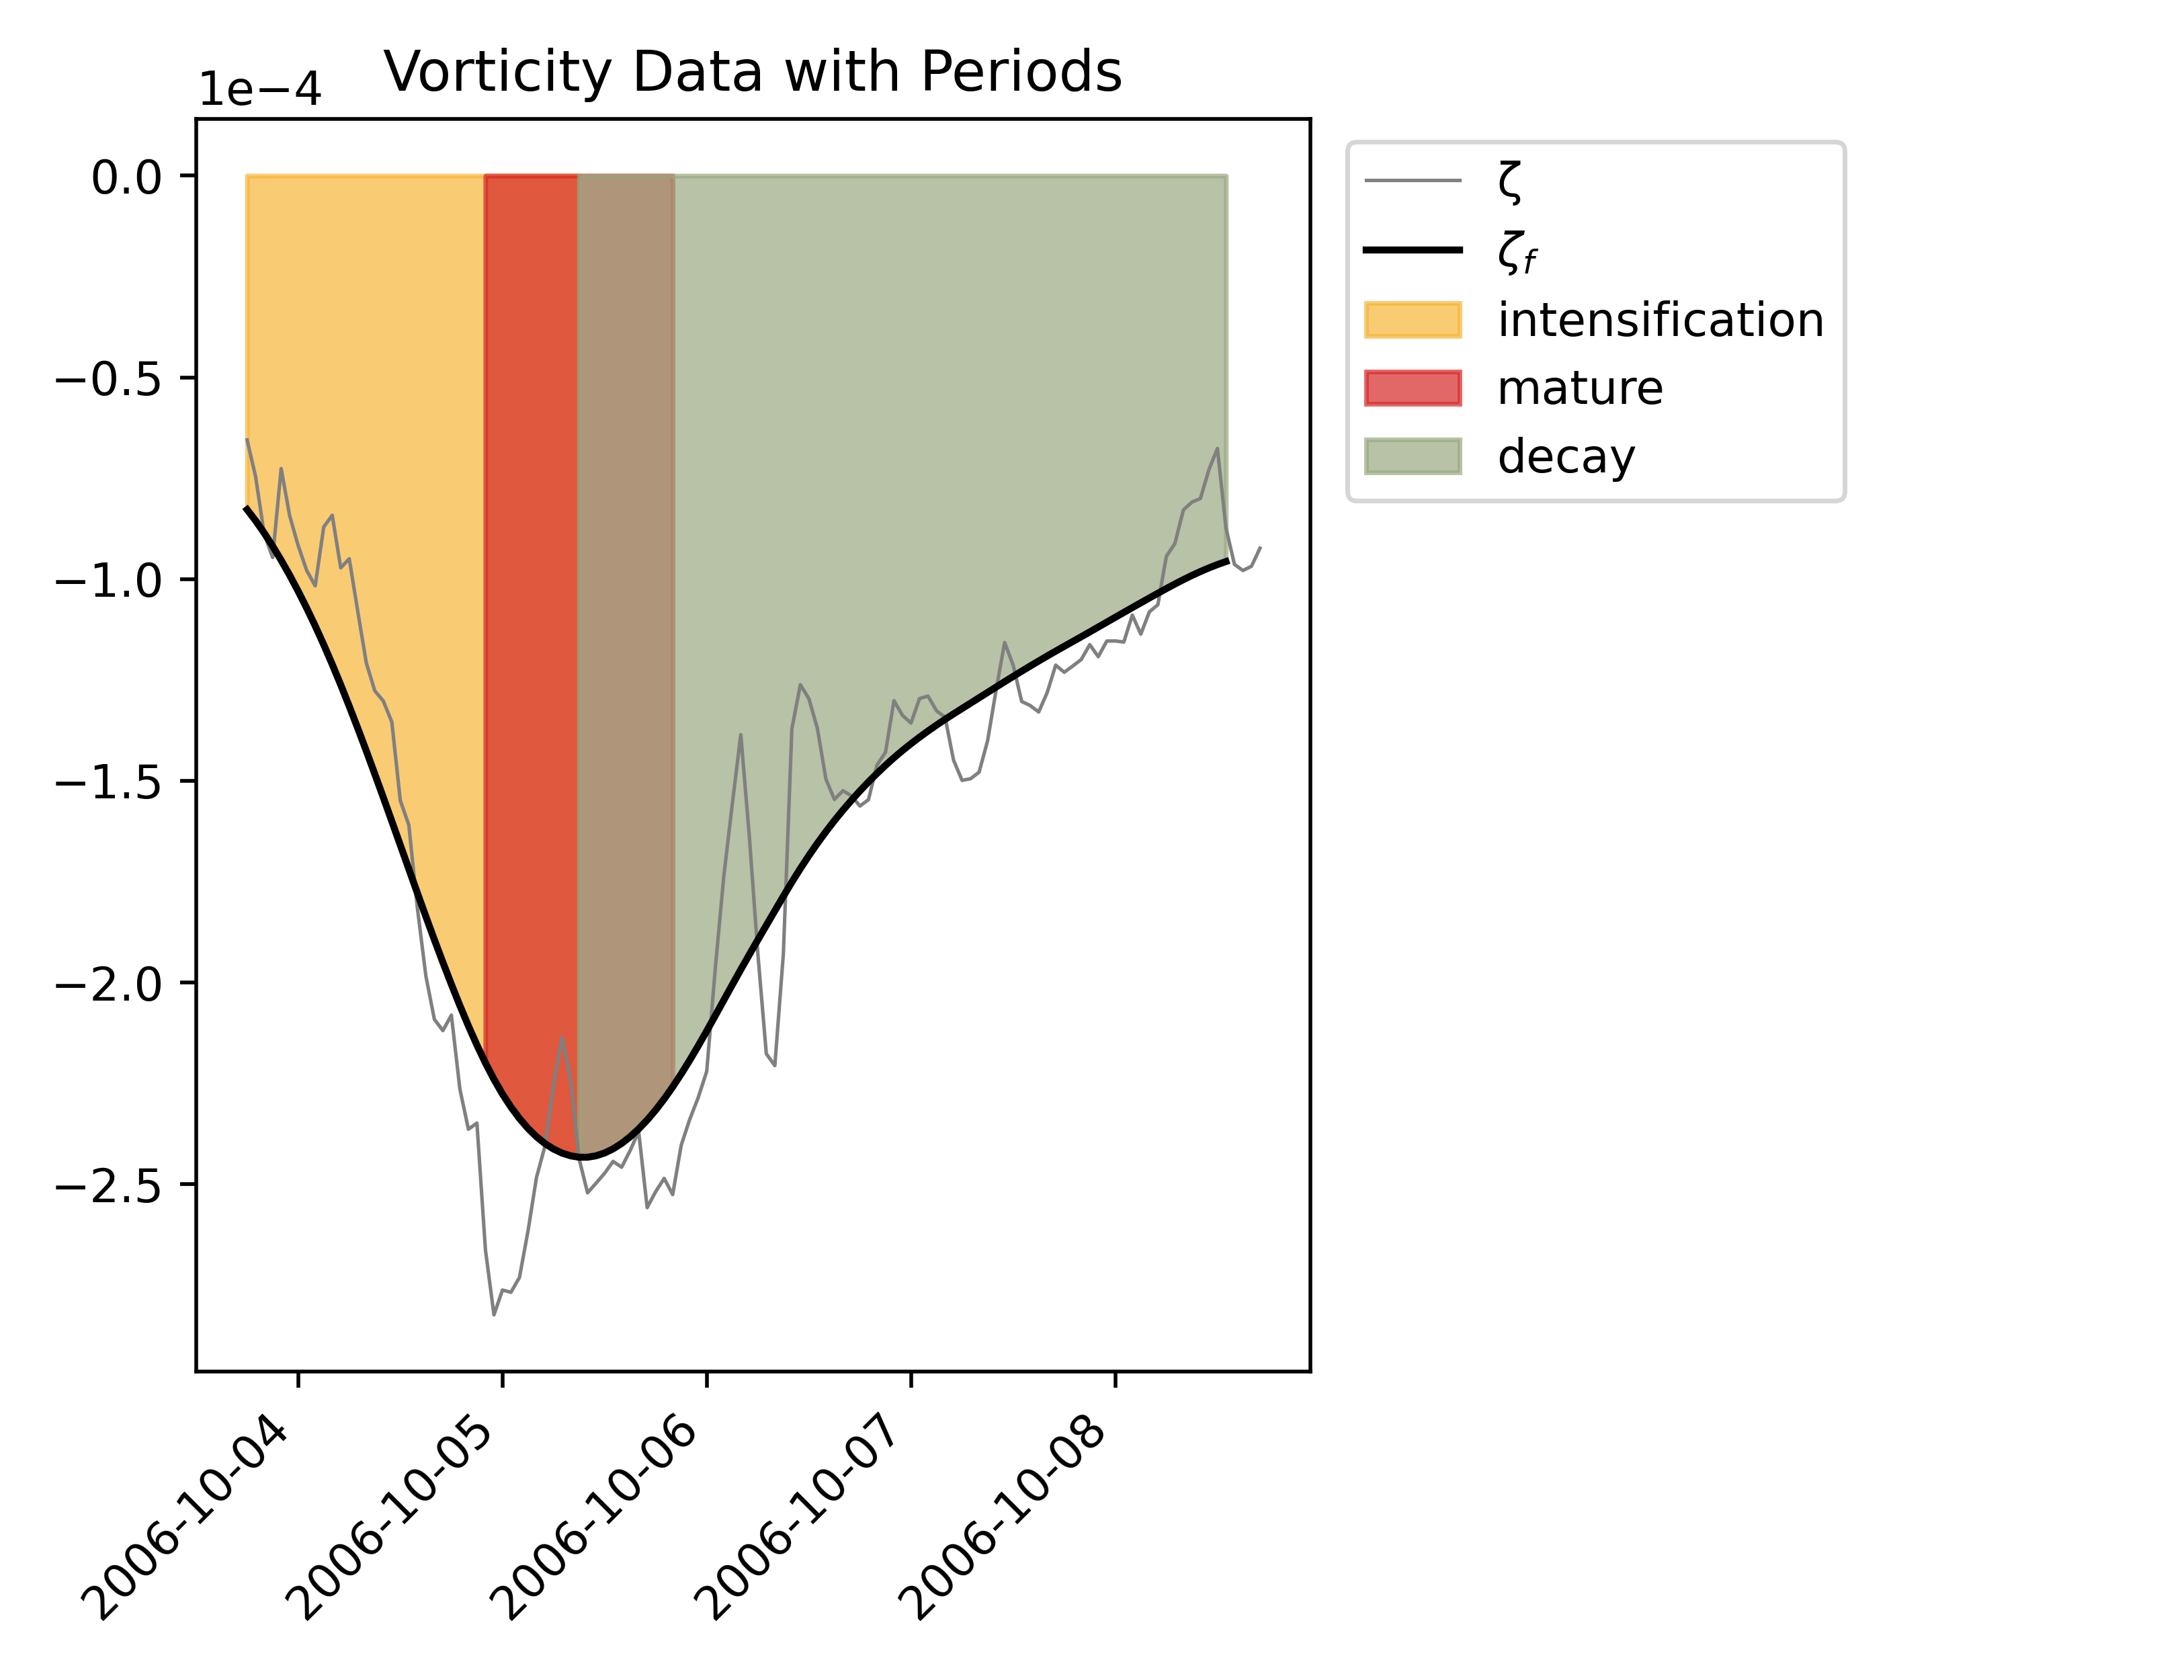 Vorticity Data with Periods
1e−4
0.0
−0.5
−1.0
−1.5
−2.0
−2.5
2006-10-04
2006-10-05
2006-10-06
2006-10-07
2006-10-08
ζ
ζf
intensification
mature
decay